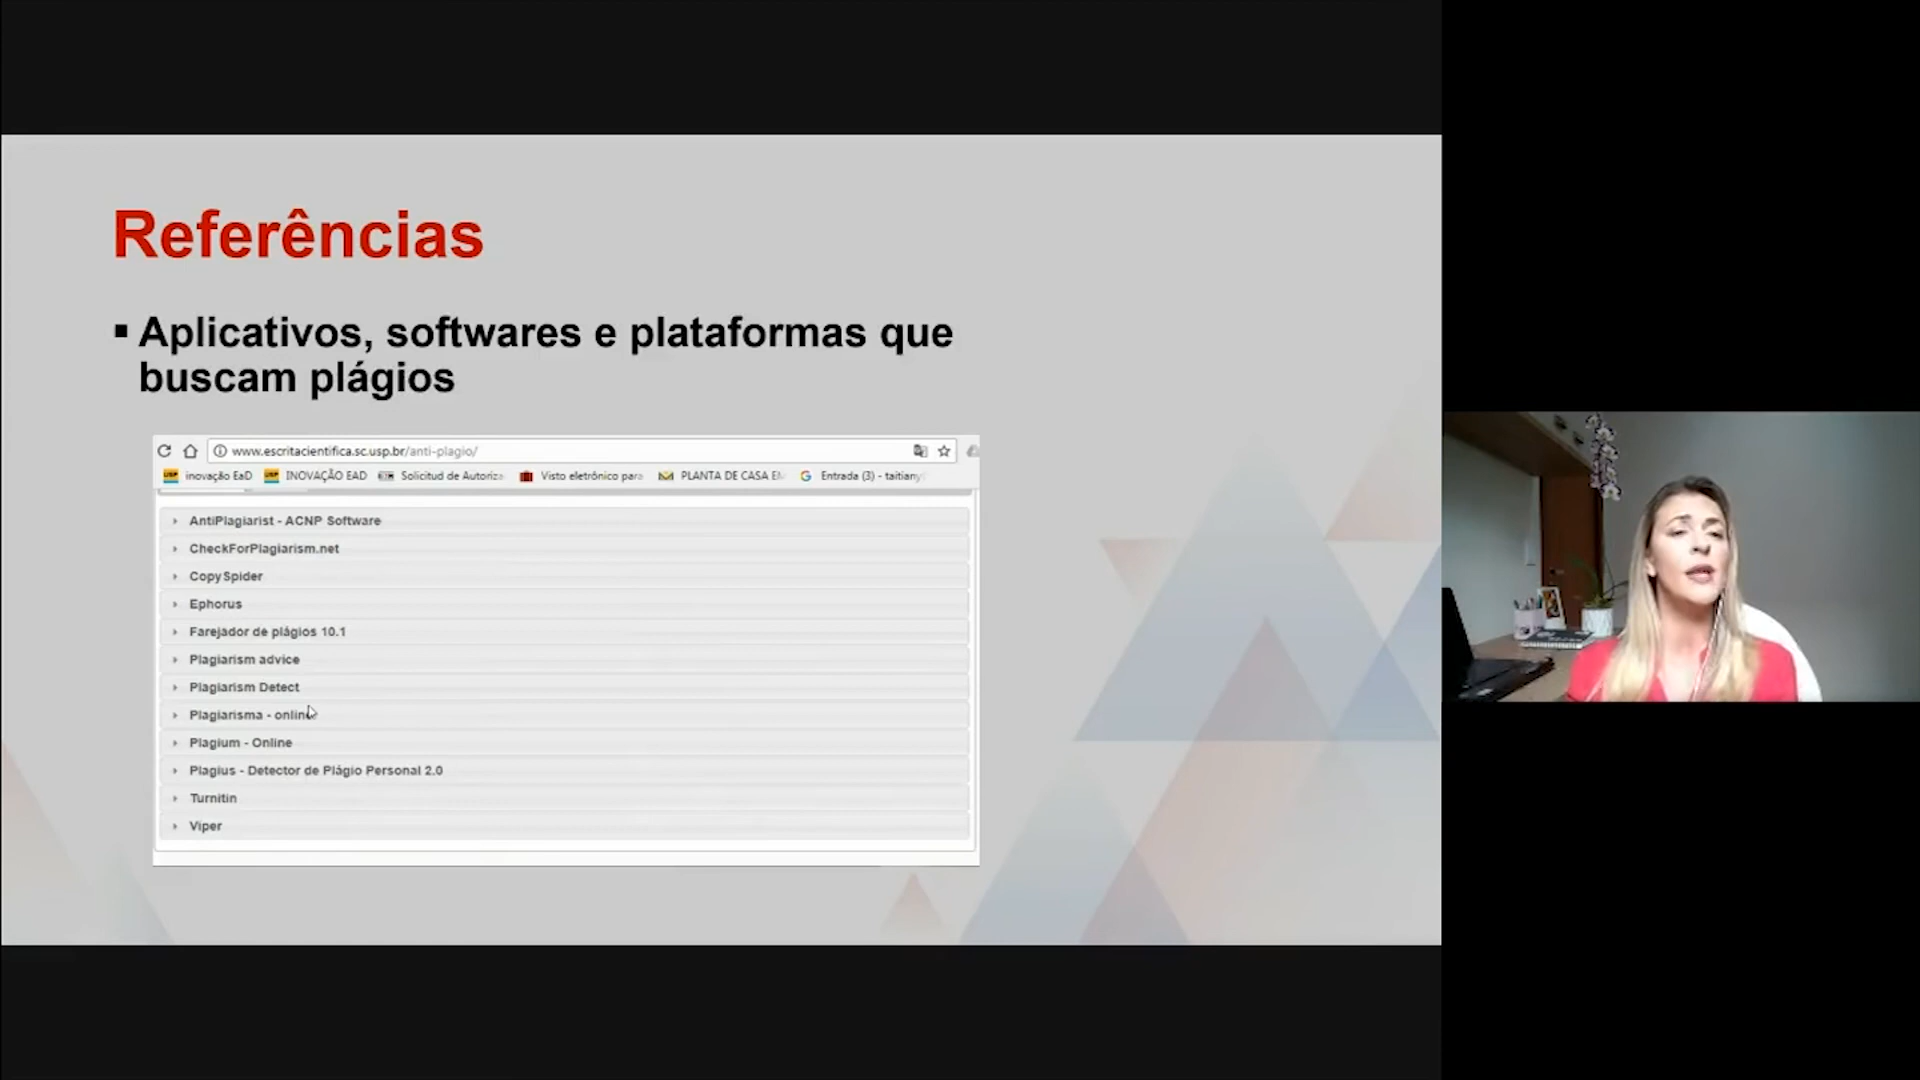 Referências
▪ Aplicativos, softwares e plataformas que
buscam plágios
www.escritacientifica.sc.usp.br/anti-plagio/
inovação EaD INOVAÇÃO EAD Solicitud de Autoriza Visto eletrônico para PLANTA DE CASA EM Entrada (3) - taitiany
AntiPlagiarist - ACNP Software
CheckForPlagiarism.net
CopySpider
Ephorus
Farejador de plágios 10.1
Plagiarism advice
Plagiarism Detect
Plagiarisma - online
Plagium - Online
Plagius - Detector de Plágio Personal 2.0
Turnitin
Viper